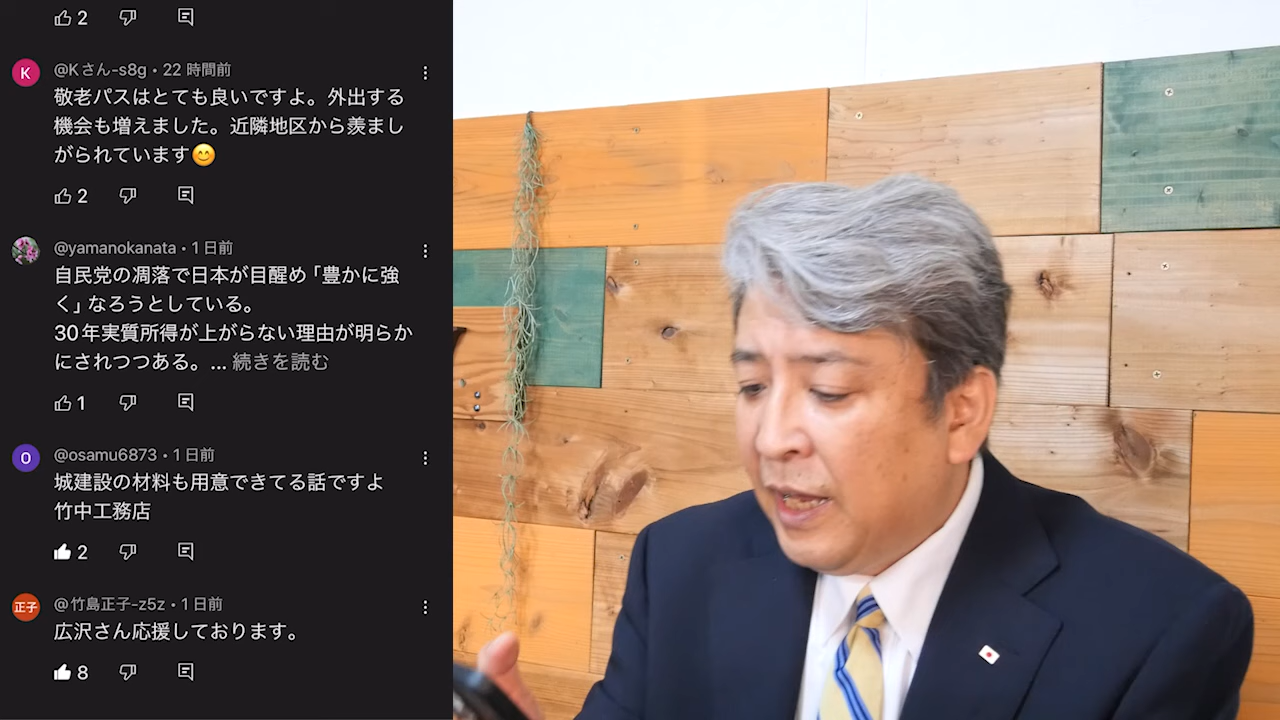 2
K
@Kさん-s8g・22 時間前
敬老パスはとても良いですよ。外出する
機会も増えました。近隣地区から羨まし
がられています😊
2
@yamanokanata・1 日前
自民党の凋落で日本が目醒め「豊かに強
く」なろうとしている。
30年実質所得が上がらない理由が明らか
にされつつある。... 続きを読む
1
O
@osamu6873・1 日前
城建設の材料も用意できてる話ですよ
竹中工務店
2
正子
@竹島正子-z5z・1 日前
広沢さん応援しております。
8